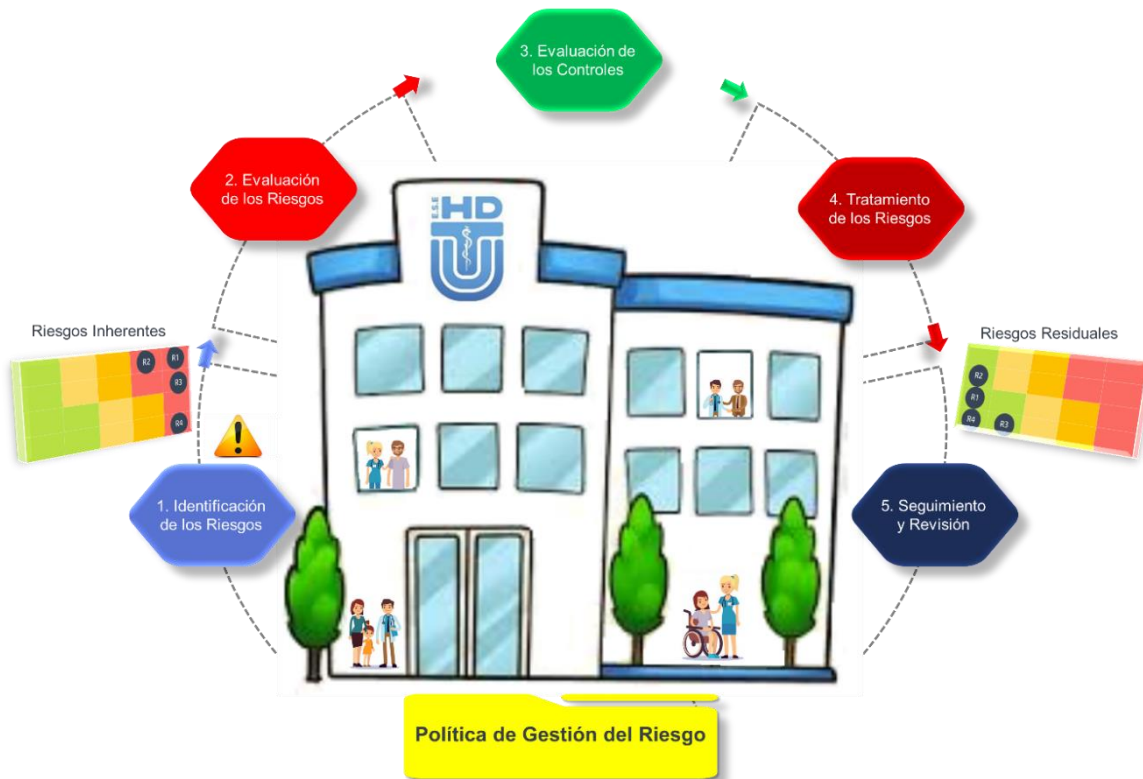 3. Evaluación de
los Controles
2. Evaluación
de los Riesgos
4. Tratamiento
de los Riesgos
E.S.E
HD
UT
Riesgos Inherentes
R2
R1
R3
R4
Riesgos Residuales
R2
R1
R4
R3
1. Identificación
de los Riesgos
5. Seguimiento
y Revisión
Política de Gestión del Riesgo